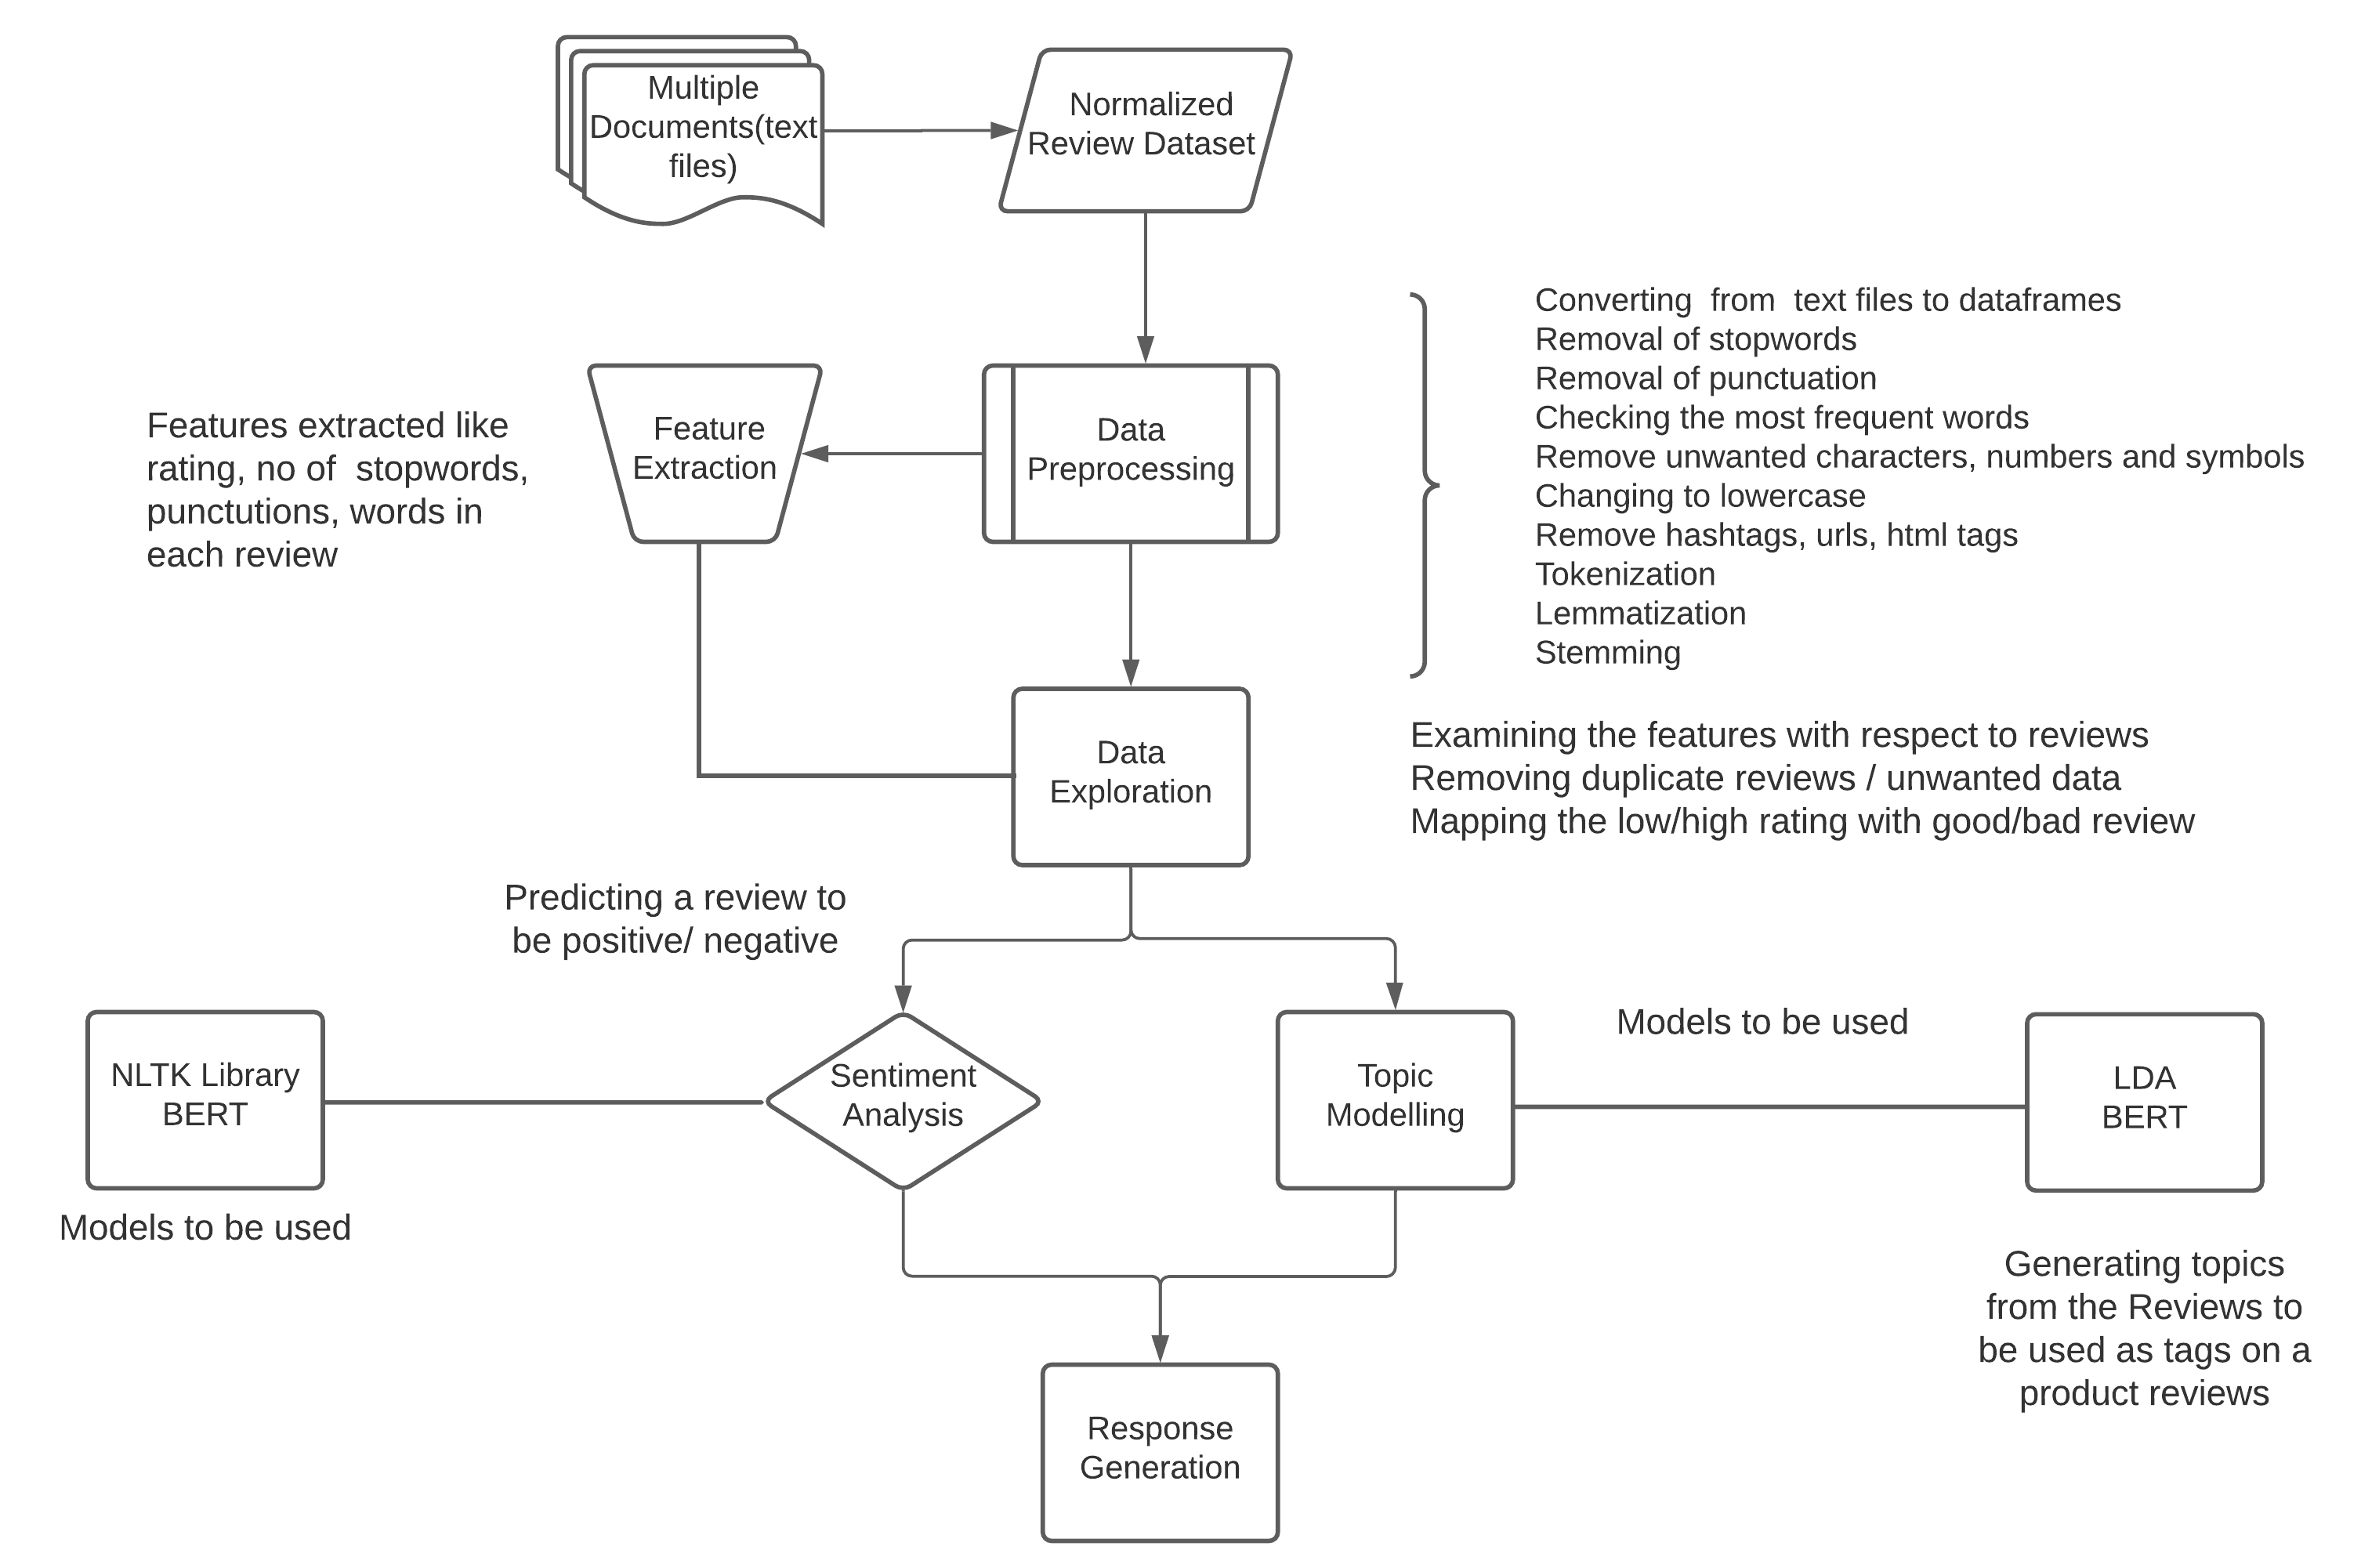 Multiple
Documents(text
files)
Normalized
Review Dataset
Converting  from  text files to dataframes
Removal of stopwords
Removal of punctuation
Checking the most frequent words
Remove unwanted characters, numbers and symbols
Changing to lowercase
Remove hashtags, urls, html tags
Tokenization
Lemmatization
Stemming
Features extracted like
rating, no of  stopwords,
punctutions, words in
each review
Feature
Extraction
Data
Preprocessing
Data
Exploration
Examining the features with respect to reviews
Removing duplicate reviews / unwanted data
Mapping the low/high rating with good/bad review
Predicting a review to
be positive/ negative
NLTK Library
BERT
Models to be used
Sentiment
Analysis
Topic
Modelling
Models to be used
LDA
BERT
Generating topics
from the Reviews to
be used as tags on a
product reviews
Response
Generation